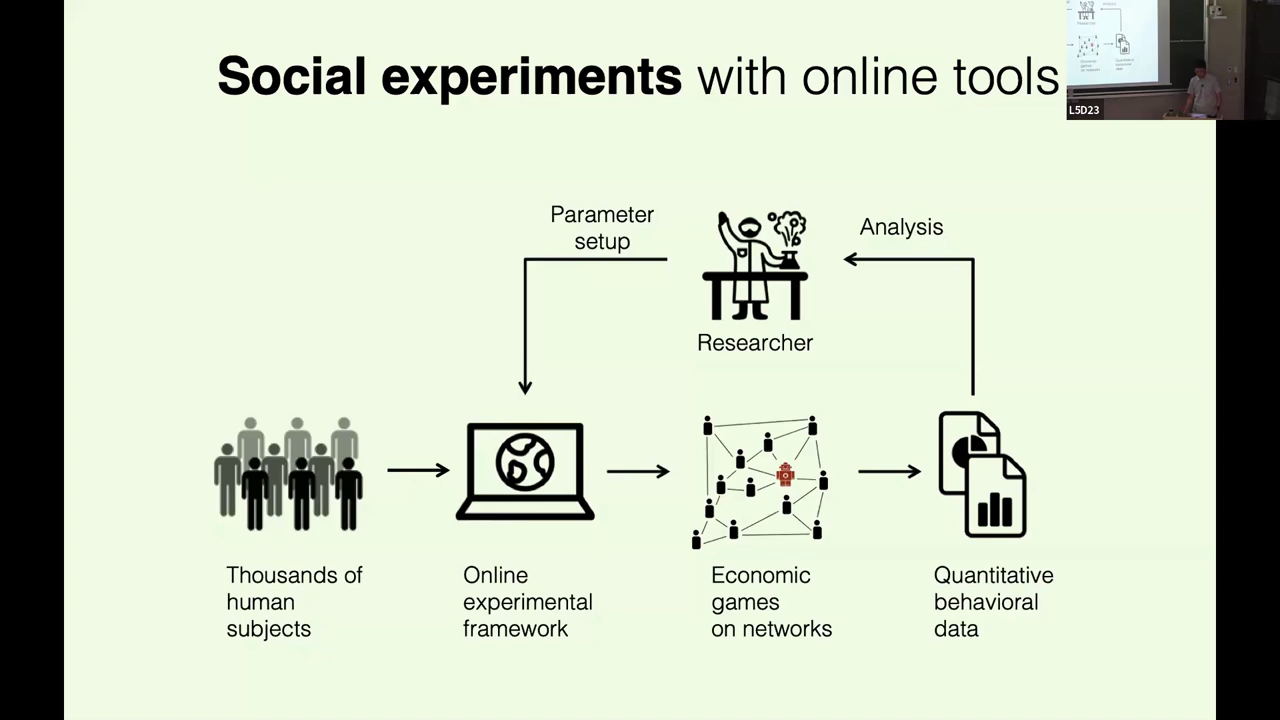 Social experiments with online tools
L5D23
Parameter
setup
Analysis
Researcher
Thousands of
human
subjects
Online
experimental
framework
Economic
games
on networks
Quantitative
behavioral
data